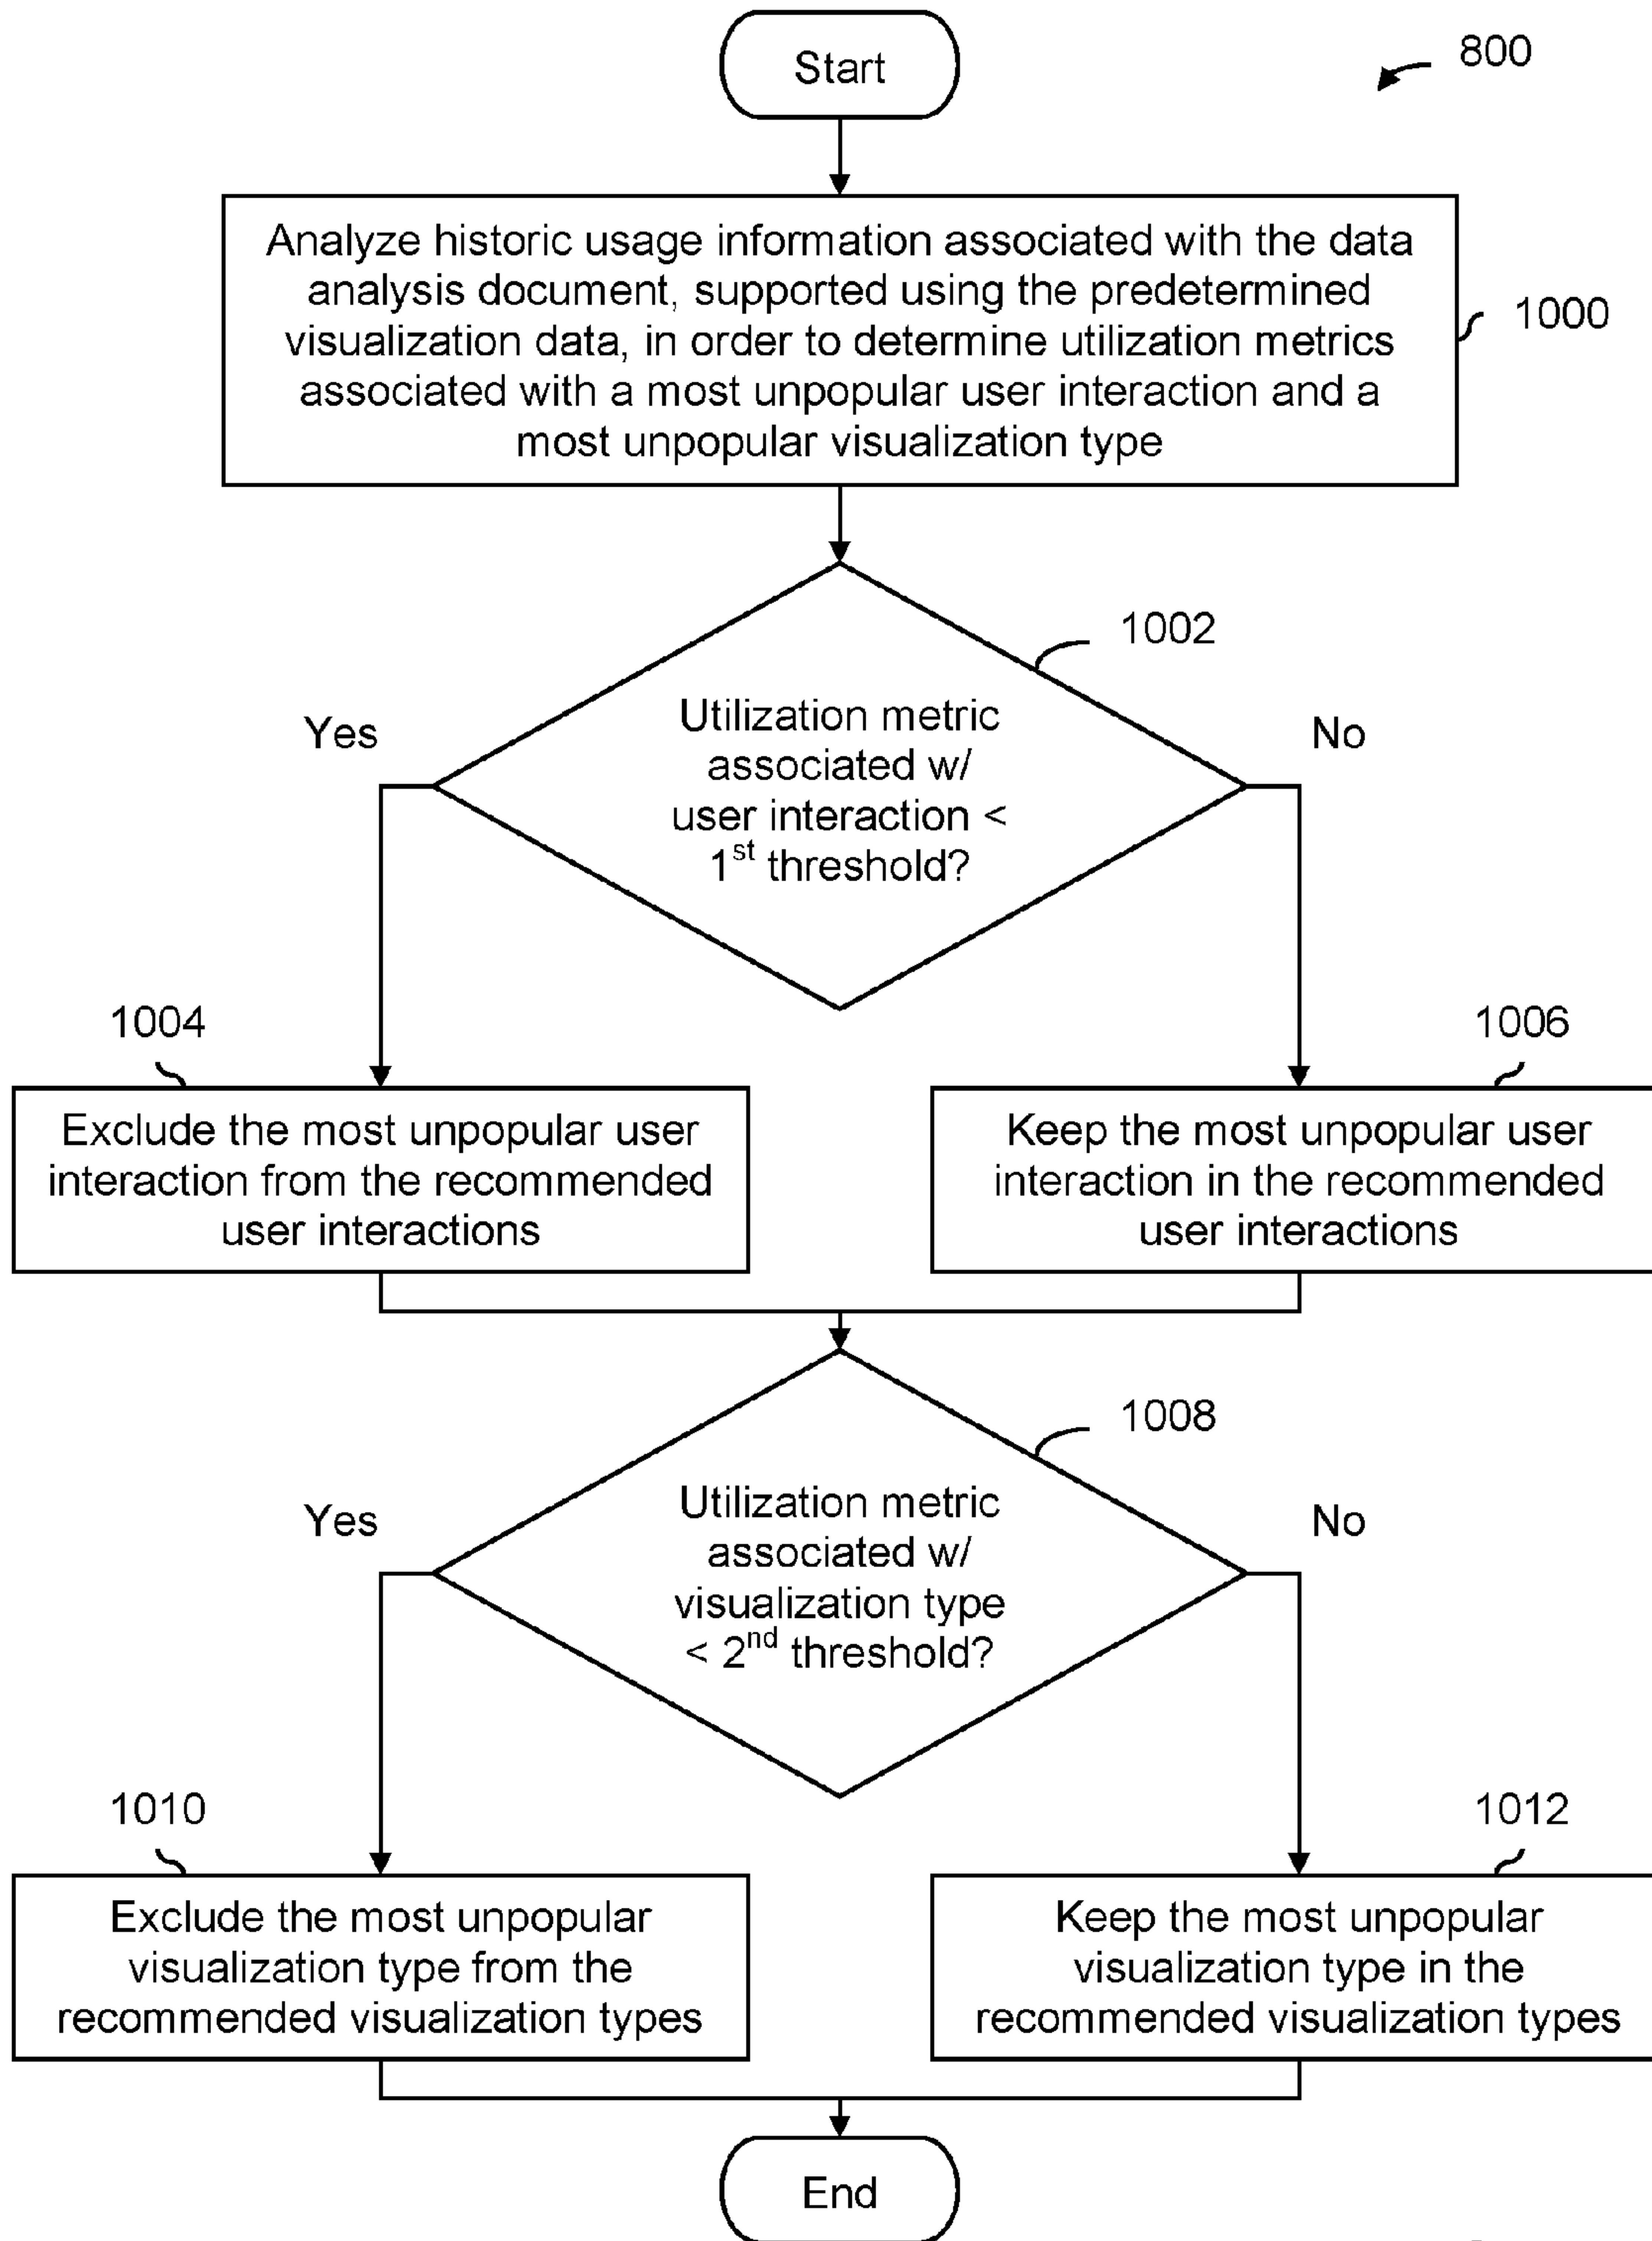 Start
800
Analyze historic usage information associated with the data
analysis document, supported using the predetermined
visualization data, in order to determine utilization metrics
associated with a most unpopular user interaction and a
most unpopular visualization type
1000
1002
Yes
Utilization metric
associated w/
user interaction <
1st threshold?
No
1004
Exclude the most unpopular user
interaction from the recommended
user interactions
1006
Keep the most unpopular user
interaction in the recommended
user interactions
1008
Yes
Utilization metric
associated w/
visualization type
< 2nd threshold?
No
1010
Exclude the most unpopular
visualization type from the
recommended visualization types
1012
Keep the most unpopular
visualization type in the
recommended visualization types
End